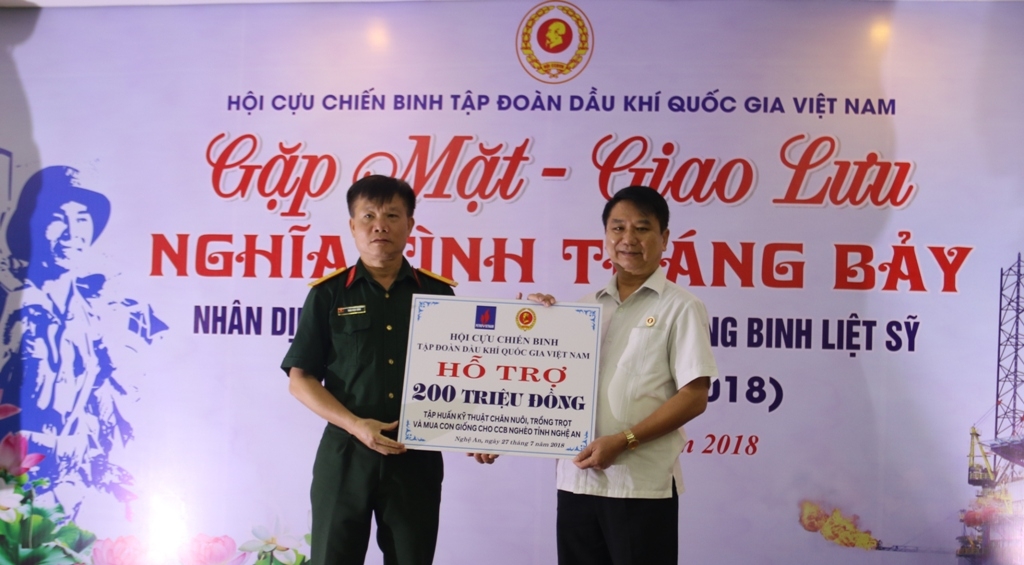 HỘI CỰU CHIẾN BINH TẬP ĐOÀN DẦU KHÍ QUỐC GIA VIỆT NAM
Gặp Mặt - Giao Lưu
NGHĨA TÌNH THÁNG BẢY
NHÂN DỊ NG BINH LIỆT SỸ
018)
m 2018
HỘI CỰU CHIẾN BINH
TẬP ĐOÀN DẦU KHÍ QUỐC GIA VIỆT NAM
HỖ TRỢ
200 TRIỆU ĐỒNG
TẬP HUẤN KỸ THUẬT CHĂN NUÔI, TRỒNG TRỌT
VÀ MUA CON GIỐNG CHO CCB NGHÈO TỈNH NGHỆ AN
Nghệ An, ngày 27 tháng 7 năm 2018